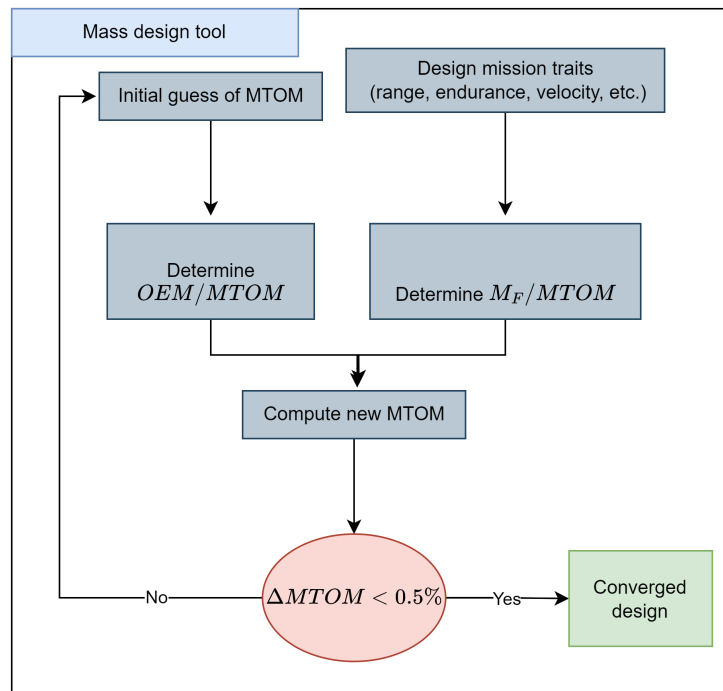 Mass design tool
Initial guess of MTOM
Design mission traits
(range, endurance, velocity, etc.)
Determine
OEM/MTOM
Determine M_F/MTOM
Compute new MTOM
ΔMTOM < 0.5%
No
Yes
Converged
design